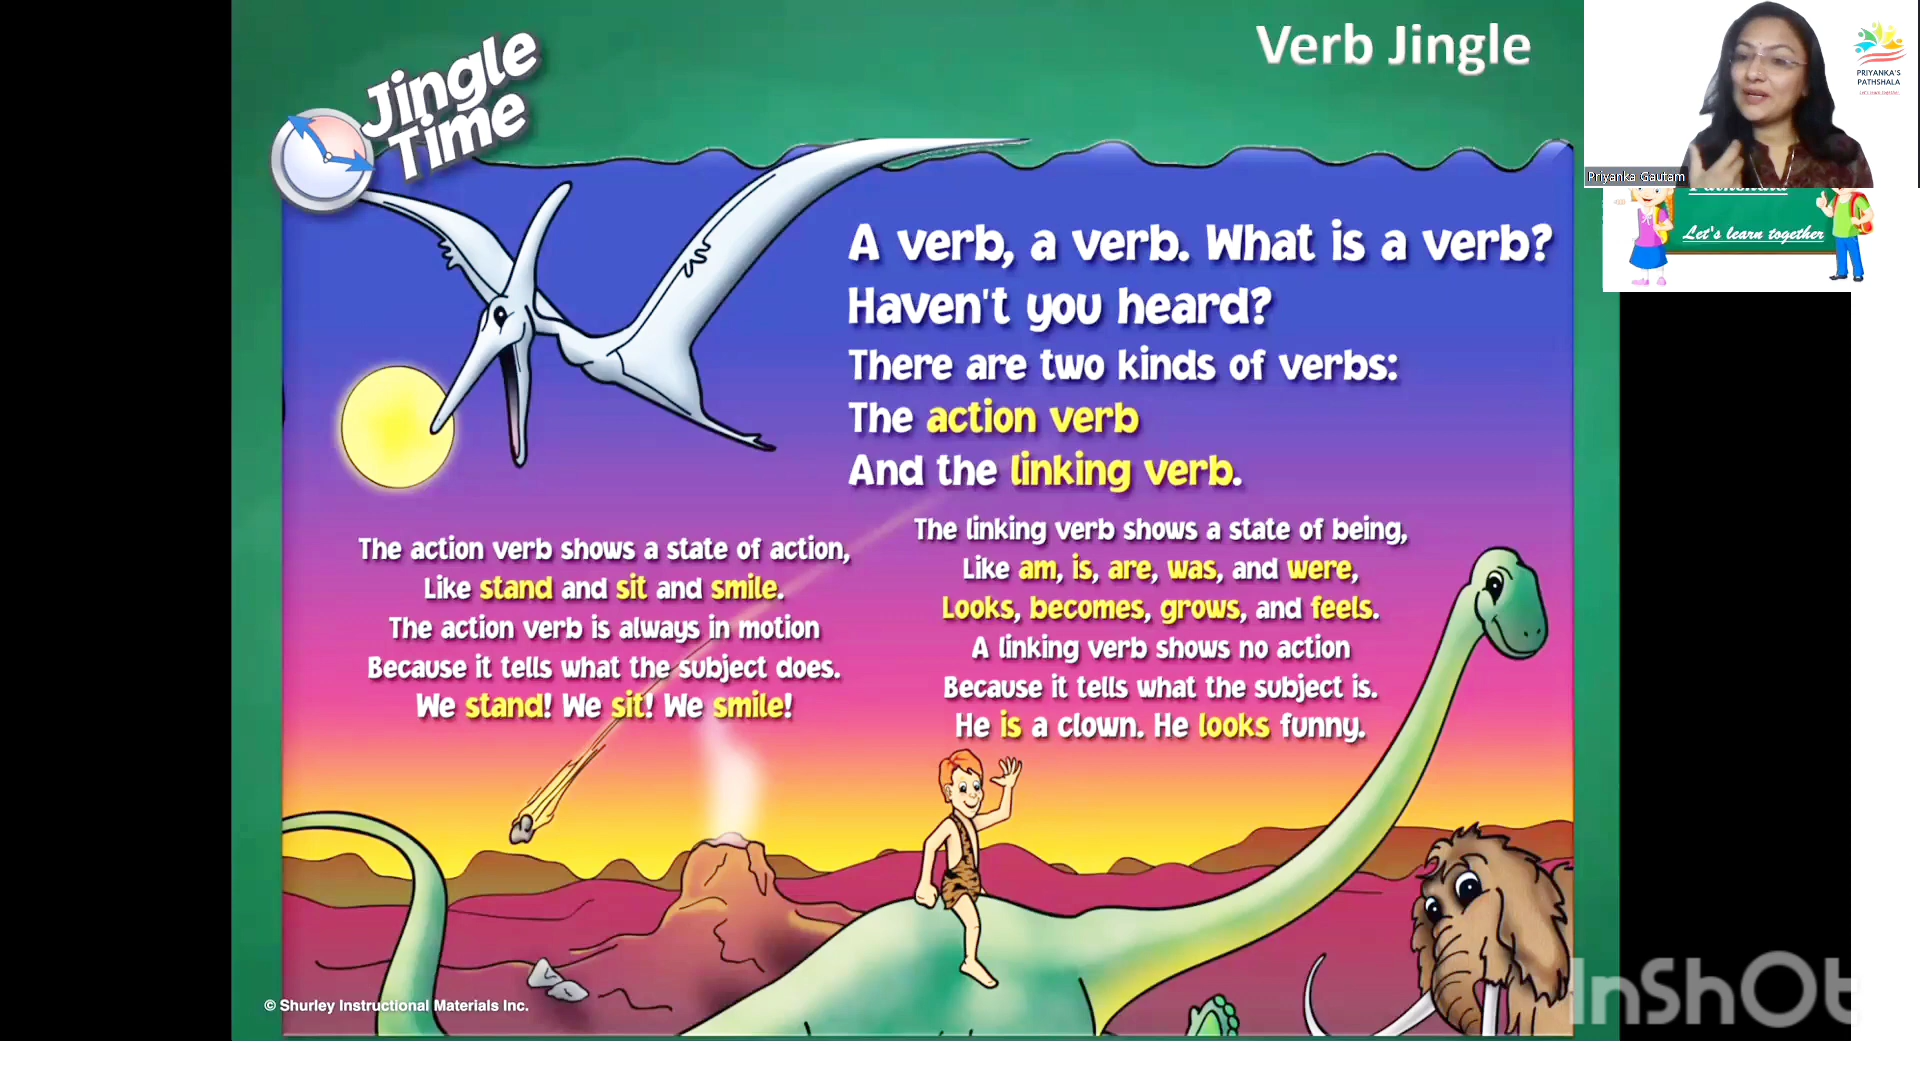 Verb Jingle
Jingle
Time
A verb, a verb. What is a verb?
Haven't you heard?
There are two kinds of verbs:
The action verb
And the linking verb.
The action verb shows a state of action,
Like stand and sit and smile.
The action verb is always in motion
Because it tells what the subject does.
We stand! We sit! We smile!
The linking verb shows a state of being,
Like am, is, are, was, and were,
Looks, becomes, grows, and feels.
A linking verb shows no action
Because it tells what the subject is.
He is a clown. He looks funny.
© Shurley Instructional Materials Inc.
PRIYANKA'S
PATHSHALA
Priyanka Gautam
Let's learn together
InShOt